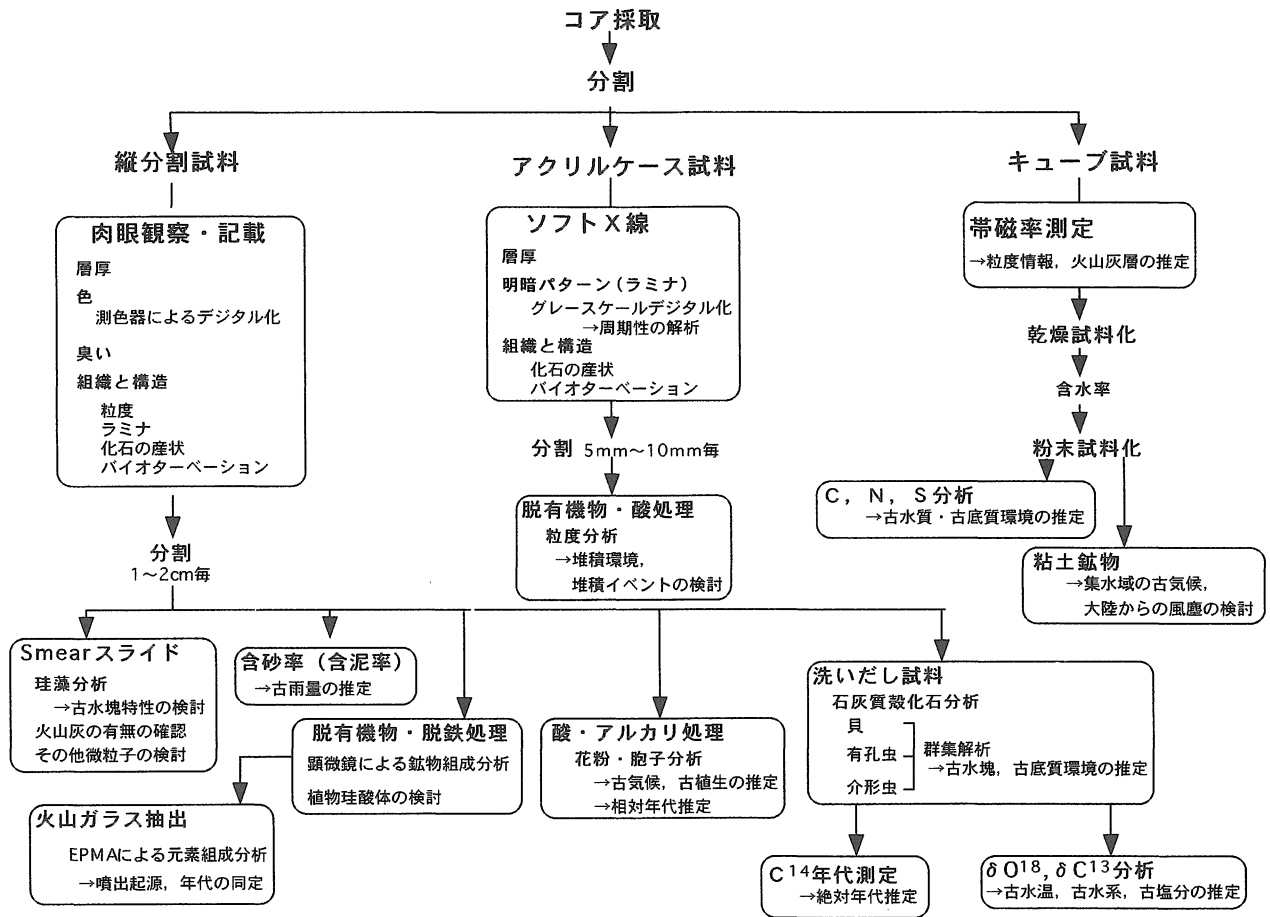 コア採取
分割
縦分割試料
肉眼観察・記載
層厚
色
測色器によるデジタル化
臭い
組織と構造
粒度
ラミナ
化石の産状
バイオターベーション
分割
1〜2cm毎
アクリルケース試料
ソフトX線
層厚
明暗パターン(ラミナ)
グレースケールデジタル化
→周期性の解析
組織と構造
化石の産状
バイオターベーション
分割 5mm〜10mm毎
脱有機物・酸処理
粒度分析
→堆積環境,
堆積イベントの検討
キューブ試料
帯磁率測定
→粒度情報, 火山灰層の推定
乾燥試料化
含水率
粉末試料化
C, N, S分析
→古水質・古底質環境の推定
粘土鉱物
→集水域の古気候,
大陸からの風塵の検討
Smearスライド
珪藻分析
→古水塊特性の検討
火山灰の有無の確認
その他微粒子の検討
含砂率(含泥率)
→古雨量の推定
脱有機物・脱鉄処理
顕微鏡による鉱物組成分析
植物珪酸体の検討
火山ガラス抽出
EPMAによる元素組成分析
→噴出起源, 年代の同定
酸・アルカリ処理
花粉・胞子分析
→古気候, 古植生の推定
→相対年代推定
洗いだし試料
石灰質殻化石分析
貝
有孔虫
介形虫
群集解析
→古水塊, 古底質環境の推定
C¹⁴年代測定
→絶対年代推定
δO¹⁸, δC¹³分析
→古水温, 古水系, 古塩分の推定